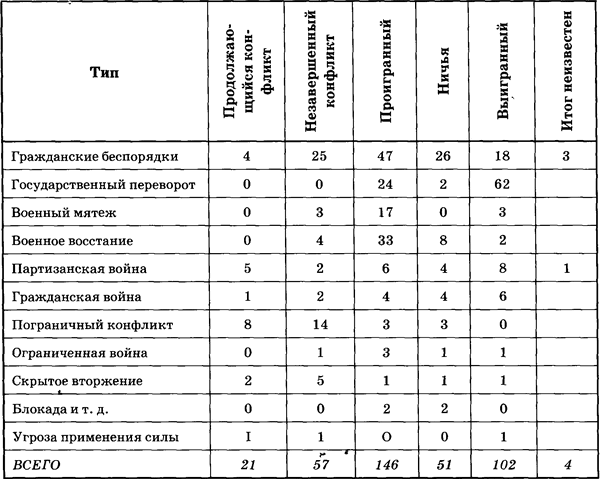 Тип
Продолжаю-
щийся кон-
фликт
Незавершенный
конфликт
Проигранный
Ничья
Выигранный
Итог неизвестен
Гражданские беспорядки 4 25 47 26 18 3
Государственный переворот 0 0 24 2 62
Военный мятеж 0 3 17 0 3
Военное восстание 0 4 33 8 2
Партизанская война 5 2 6 4 8 1
Гражданская война 1 2 4 4 6
Пограничный конфликт 8 14 3 3 0
Ограниченная война 0 1 3 1 1
Скрытое вторжение 2 5 1 1 1
Блокада и т. д. 0 0 2 2 0
Угроза применения силы I 1 О 0 1
ВСЕГО 21 57 146 51 102 4